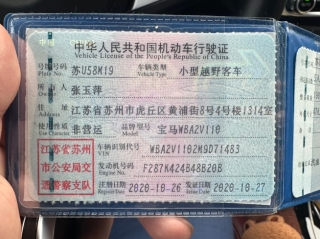 中华人民共和国机动车行驶证
Vehicle License of the People's Republic of China
号牌号码 苏U58M19 车辆类型 小型越野客车
Plate No. Vehicle Type
所有人 张玉萍
Owner
住址 江苏省苏州市虎丘区黄浦街8号4号楼1314室
Address
使用性质 非营运 品牌型号 宝马WBA2V110
Use Character Model
江苏省苏州
市公安局交
通警察支队
车辆识别代号 WBA2V1102M9D71483
VIN
发动机号码 F287K424B48B20B
Engine No.
注册日期 2020-10-26 发证日期 2020-10-27
Register Date Issue Date